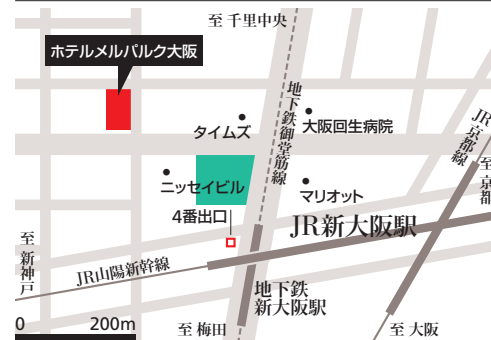 至 千里中央
ホテルメルパルク大阪
地下鉄御堂筋線
タイムズ
大阪回生病院
JR京都線
至 京都
ニッセイビル
マリオット
4番出口
JR新大阪駅
至 新神戸
JR山陽新幹線
地下鉄
新大阪駅
0 200m
至 梅田
至 大阪